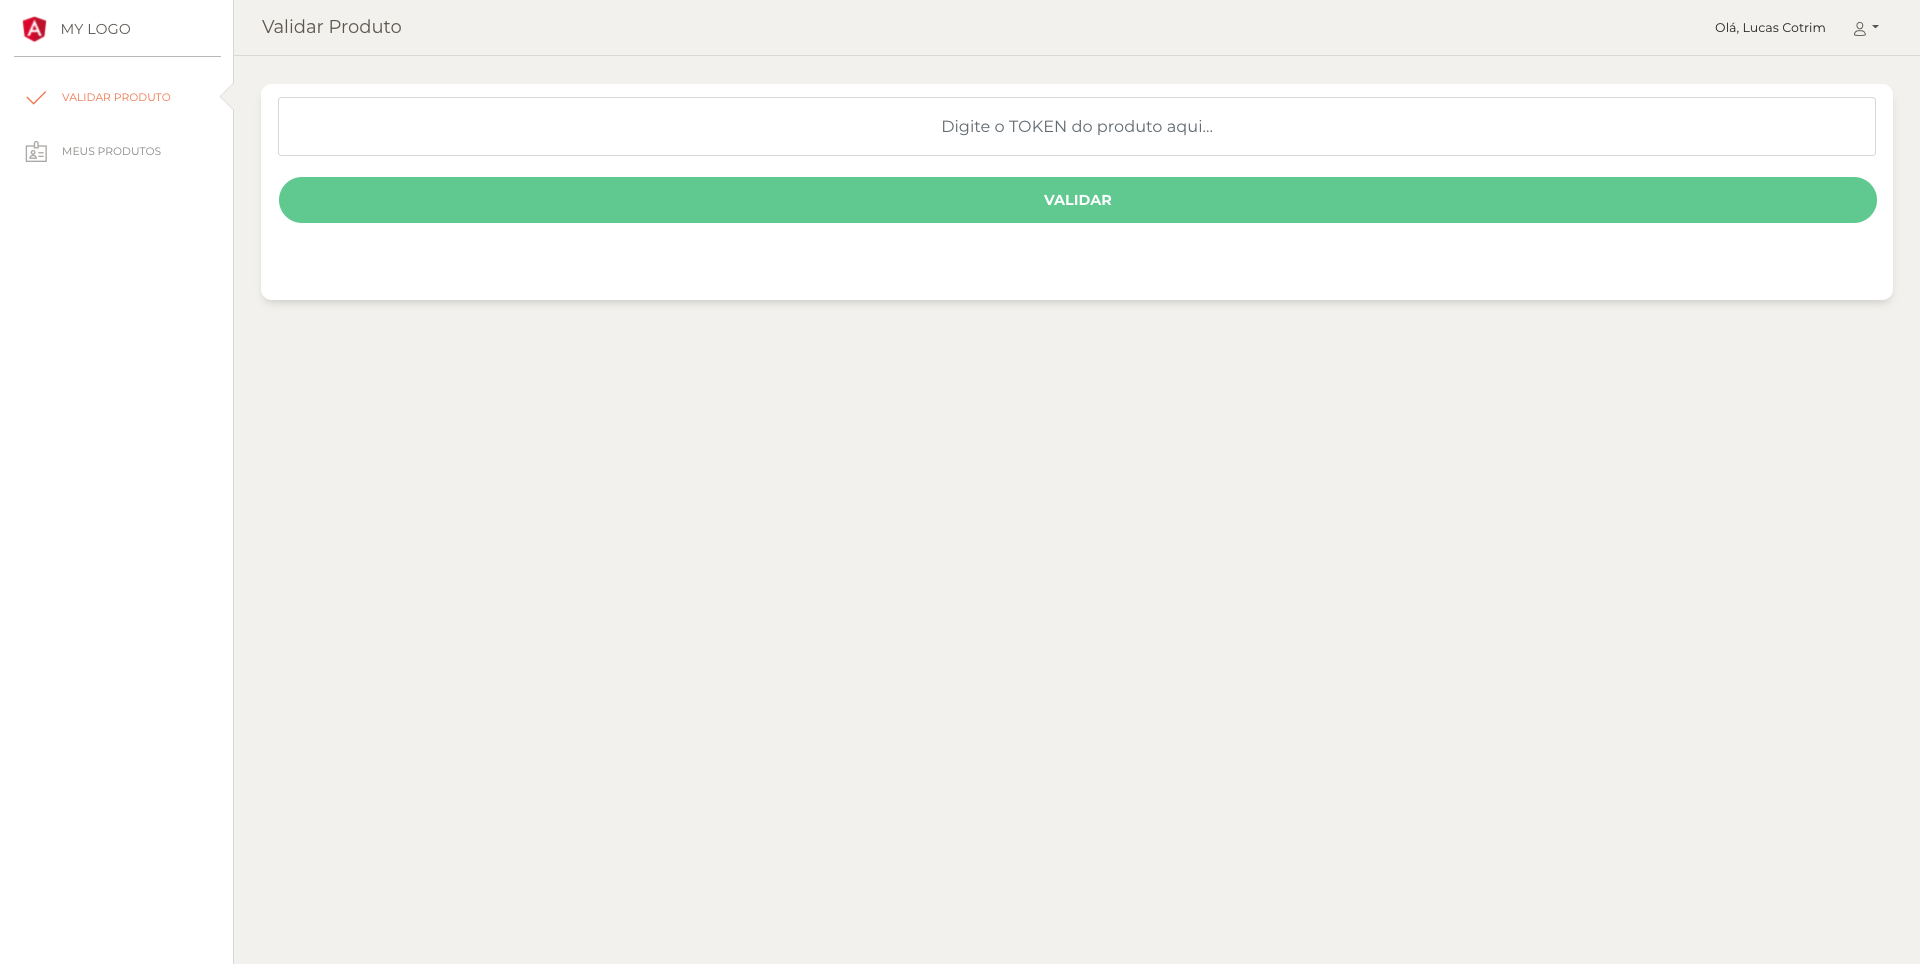 MY LOGO
VALIDAR PRODUTO
MEUS PRODUTOS
Validar Produto
Olá, Lucas Cotrim
Digite o TOKEN do produto aqui...
VALIDAR